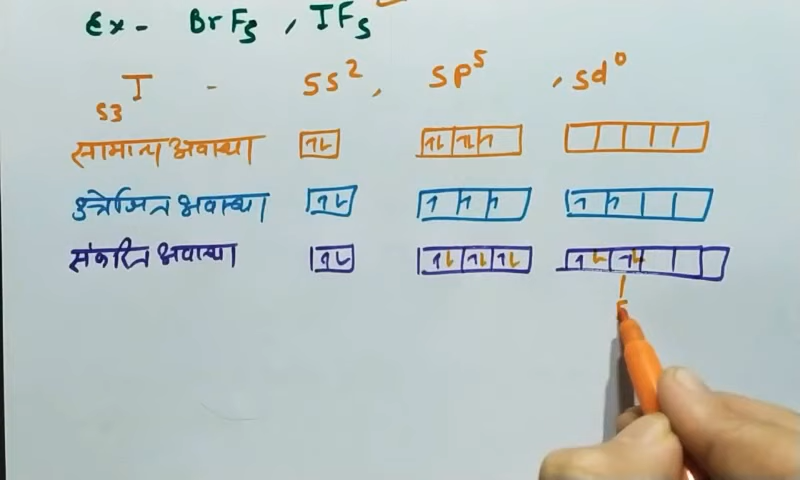 Ex- BrF5, IF5
53I - 5s², 5p⁵, 5d⁰
सामान्य अवस्था ↿⇂ ↿⇂ ↿⇂ ↿
उत्तेजित अवस्था ↿⇂ ↿ ↿ ↿ ↿ ↿
संकरित अवस्था ↿⇂ ↿⇂ ↿⇂ ↿⇂ ↿⇂ ↿⇂
F